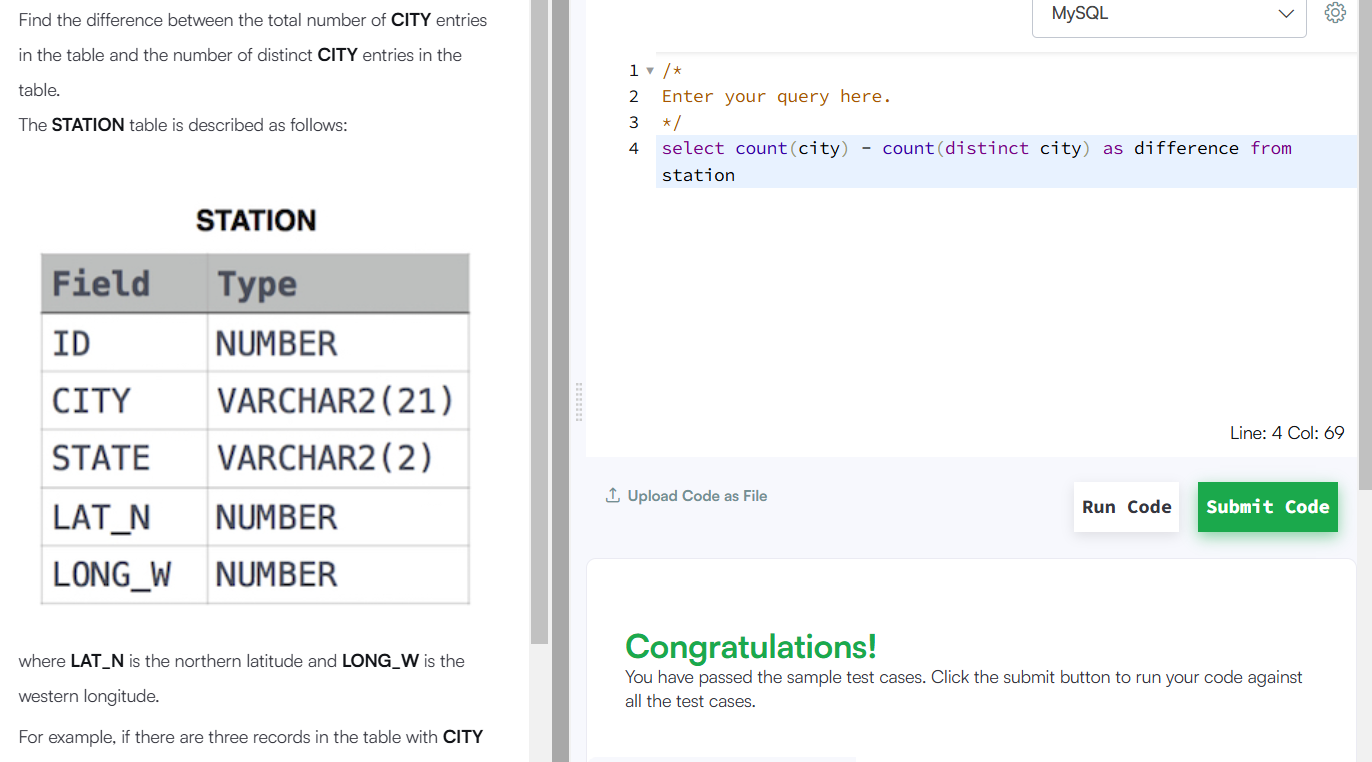 Find the difference between the total number of CITY entries
in the table and the number of distinct CITY entries in the
table.
The STATION table is described as follows:
STATION
Field Type
ID NUMBER
CITY VARCHAR2(21)
STATE VARCHAR2(2)
LAT_N NUMBER
LONG_W NUMBER
where LAT_N is the northern latitude and LONG_W is the
western longitude.
For example, if there are three records in the table with CITY
MySQL
1 /*
2 Enter your query here.
3 */
4 select count(city) - count(distinct city) as difference from
station
Line: 4 Col: 69
Upload Code as File
Run Code
Submit Code
Congratulations!
You have passed the sample test cases. Click the submit button to run your code against
all the test cases.